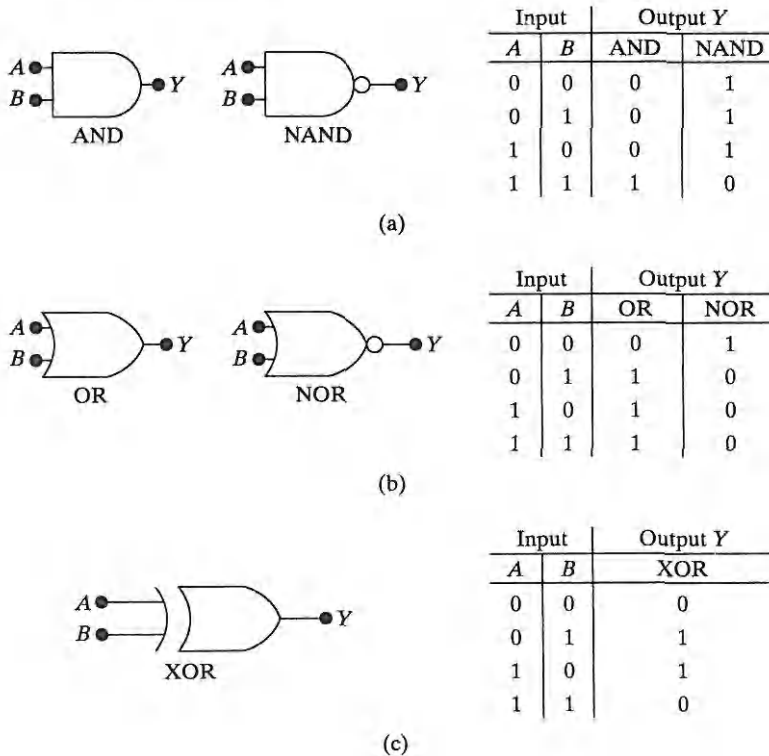 A Y A Y
B B
AND NAND
Input Output Y
A B AND NAND
0 0 0 1
0 1 0 1
1 0 0 1
1 1 1 0
(a)
A Y A Y
B B
OR NOR
Input Output Y
A B OR NOR
0 0 0 1
0 1 1 0
1 0 1 0
1 1 1 0
(b)
A Y
B
XOR
Input Output Y
A B XOR
0 0 0
0 1 1
1 0 1
1 1 0
(c)